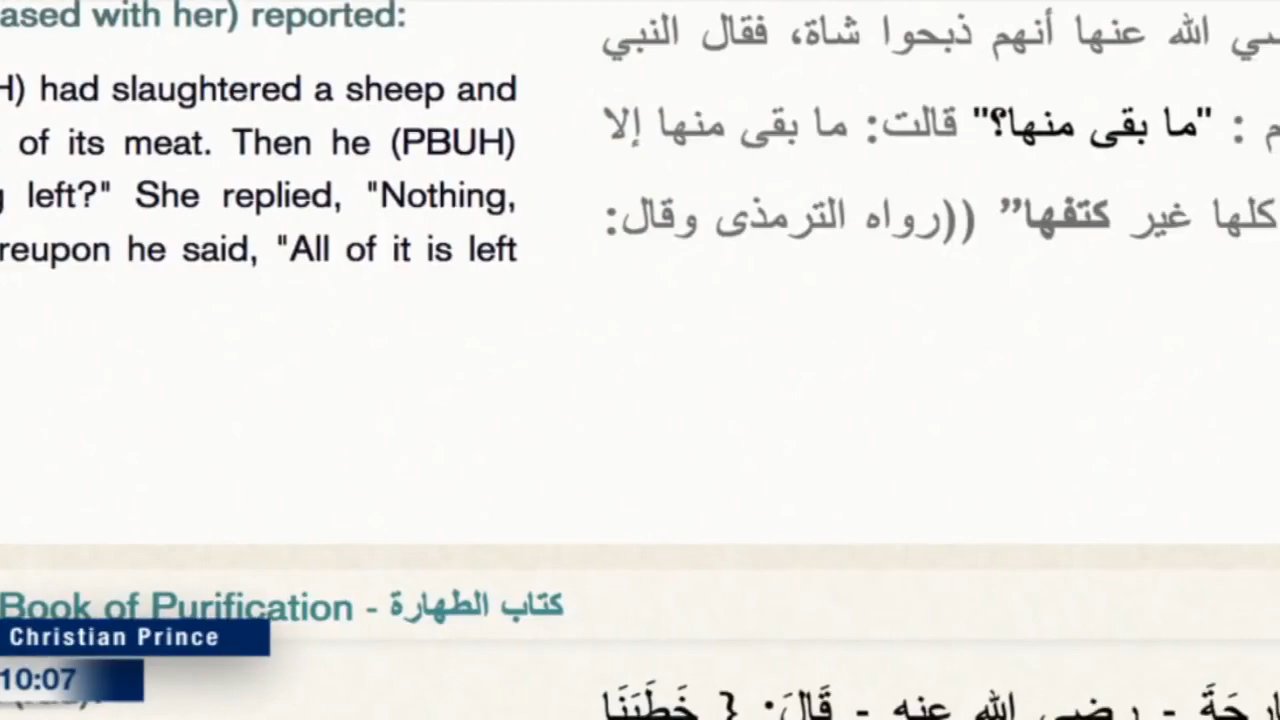 ased with her) reported:
H) had slaughtered a sheep and
of its meat. Then he (PBUH)
left?" She replied, "Nothing,
reupon he said, "All of it is left
الله عنها أنهم ذبحوا شاة، فقال النبي
: "ما بقى منها؟" قالت: ما بقى منها إلا
كلها غير كتفها” ((رواه الترمذى وقال:
Book of Purification - كتاب الطهارة
Christian Prince
10:07
رضي الله عنه - قَالَ: { خَطَبَنَا